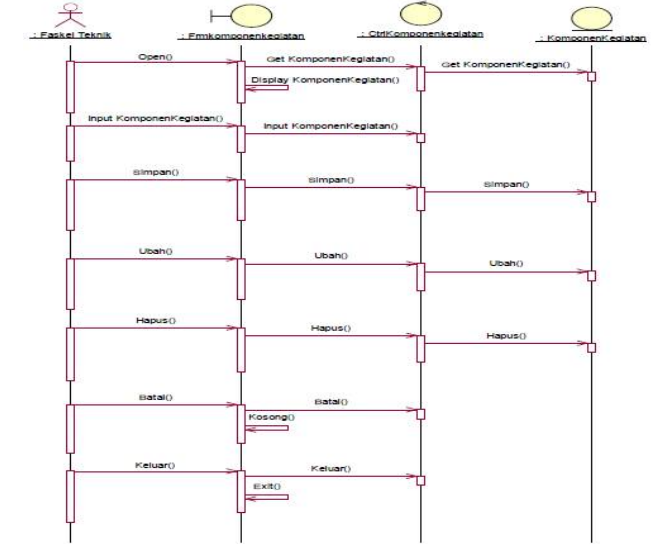 : Faskel Teknik
: Frmkomponenkegiatan
: CtrlKomponenkegiatan
: KomponenKegiatan
Open()
Get KomponenKegiatan()
Get KomponenKegiatan()
Display KomponenKegiatan()
Input KomponenKegiatan()
Input KomponenKegiatan()
Simpan()
Simpan()
Simpan()
Ubah()
Ubah()
Ubah()
Hapus()
Hapus()
Hapus()
Batal()
Batal()
Kosong()
Keluar()
Keluar()
Exit()